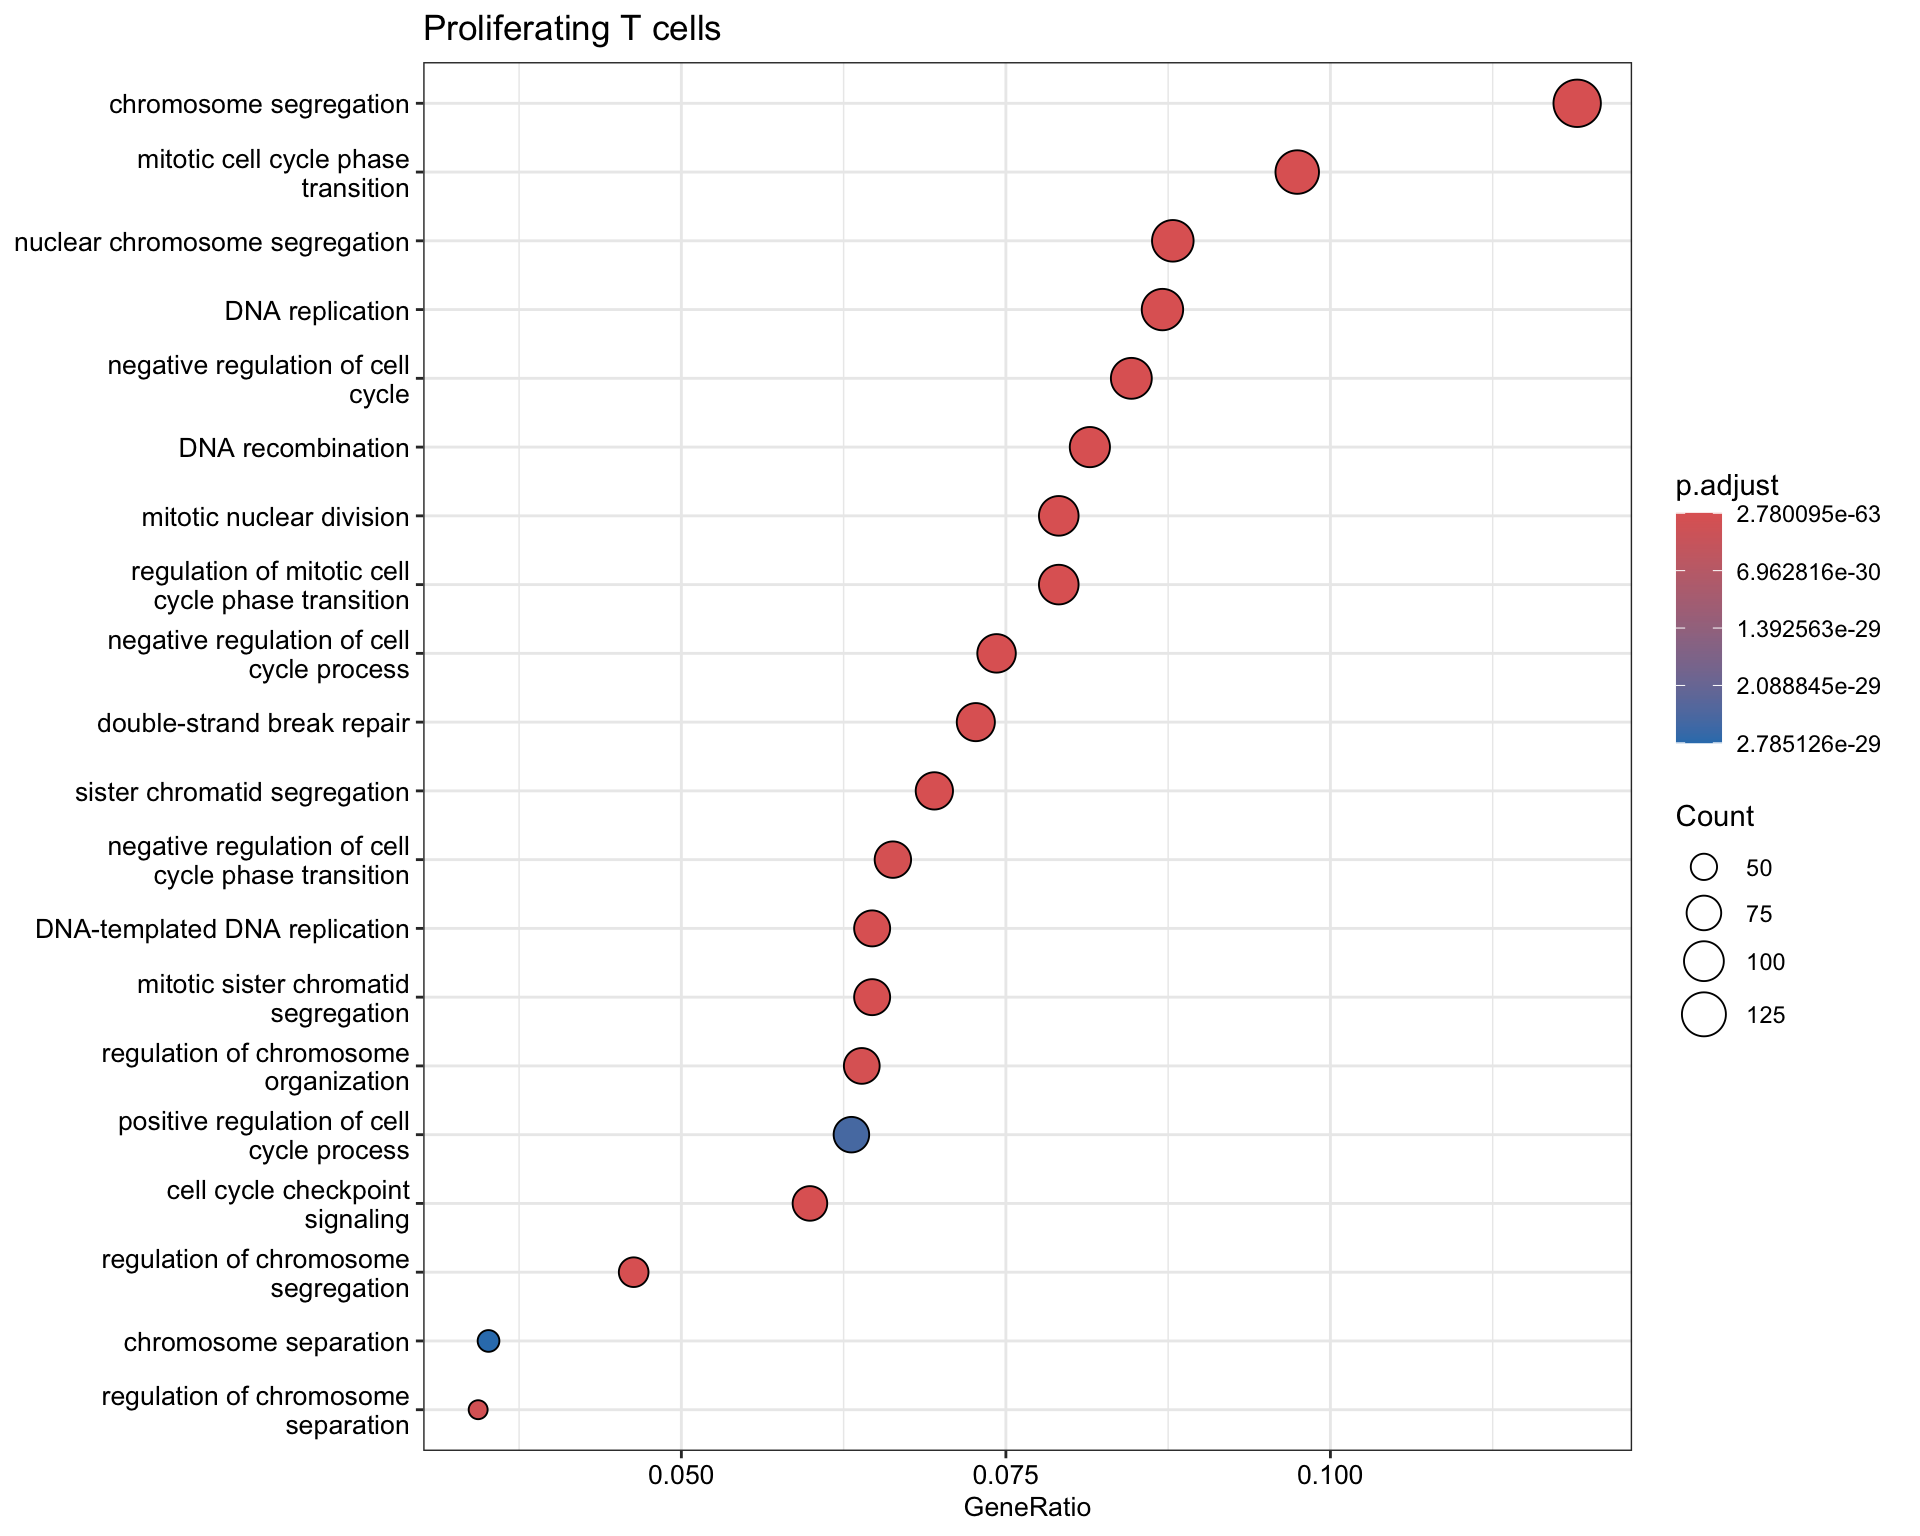 Proliferating T cells
chromosome segregation
mitotic cell cycle phase
transition
nuclear chromosome segregation
DNA replication
negative regulation of cell
cycle
DNA recombination
mitotic nuclear division
regulation of mitotic cell
cycle phase transition
negative regulation of cell
cycle process
double-strand break repair
sister chromatid segregation
negative regulation of cell
cycle phase transition
DNA-templated DNA replication
mitotic sister chromatid
segregation
regulation of chromosome
organization
positive regulation of cell
cycle process
cell cycle checkpoint
signaling
regulation of chromosome
segregation
chromosome separation
regulation of chromosome
separation
0.050
0.075
0.100
GeneRatio
p.adjust
2.780095e-63
6.962816e-30
1.392563e-29
2.088845e-29
2.785126e-29
Count
50
75
100
125